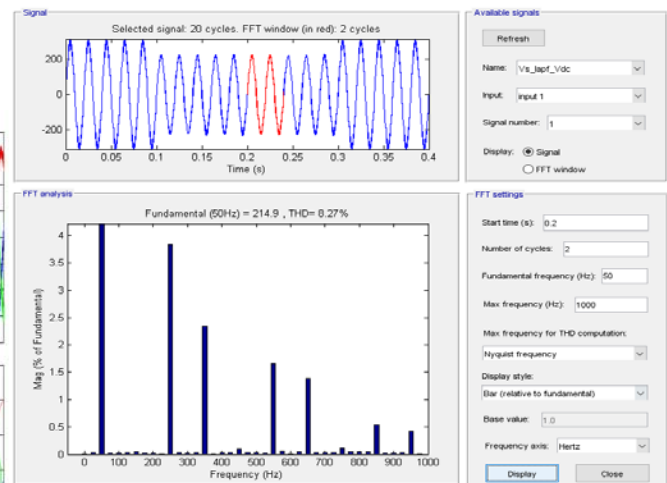 Signal
Selected signal: 20 cycles. FFT window (in red): 2 cycles
200
0
-200
0 0.05 0.1 0.15 0.2 0.25 0.3 0.35 0.4
Time (s)
FFT analysis
Fundamental (50Hz) = 214.9 , THD= 8.27%
4
3.5
3
2.5
2
1.5
1
0.5
0
Mag (% of Fundamental)
0 100 200 300 400 500 600 700 800 900 1000
Frequency (Hz)
Available signals
Refresh
Name: Vs_lapf_Vdc
Input: input 1
Signal number: 1
Display: Signal
FFT window
FFT settings
Start time (s): 0.2
Number of cycles: 2
Fundamental frequency (Hz): 50
Max frequency (Hz): 1000
Max frequency for THD computation:
Nyquist frequency
Display style:
Bar (relative to fundamental)
Base value: 1.0
Frequency axis: Hertz
Display Close